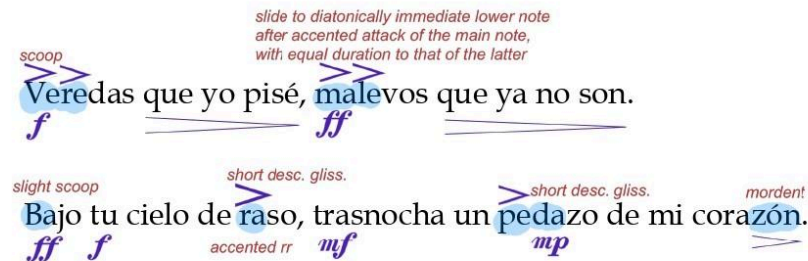 slide to diatonically immediate lower note
after accented attack of the main note,
with equal duration to that of the latter
scoop
Veredas que yo pisé, malevos que ya no son.
f ff
slight scoop short desc. gliss. short desc. gliss. mordent
Bajo tu cielo de raso, trasnocha un pedazo de mi corazón.
ff f accented rr mf mp